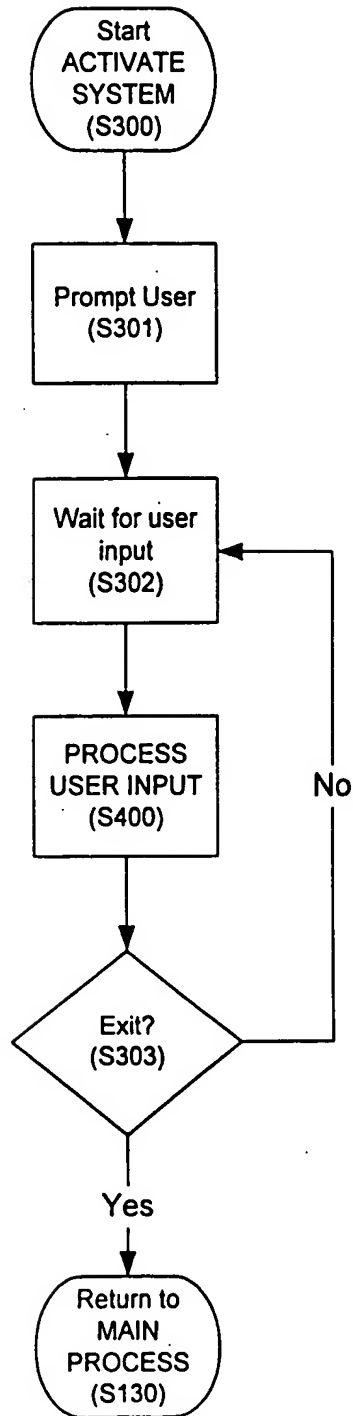 Start
ACTIVATE
SYSTEM
(S300)
Prompt User
(S301)
Wait for user
input
(S302)
PROCESS
USER INPUT
(S400)
No
Exit?
(S303)
Yes
Return to
MAIN
PROCESS
(S130)